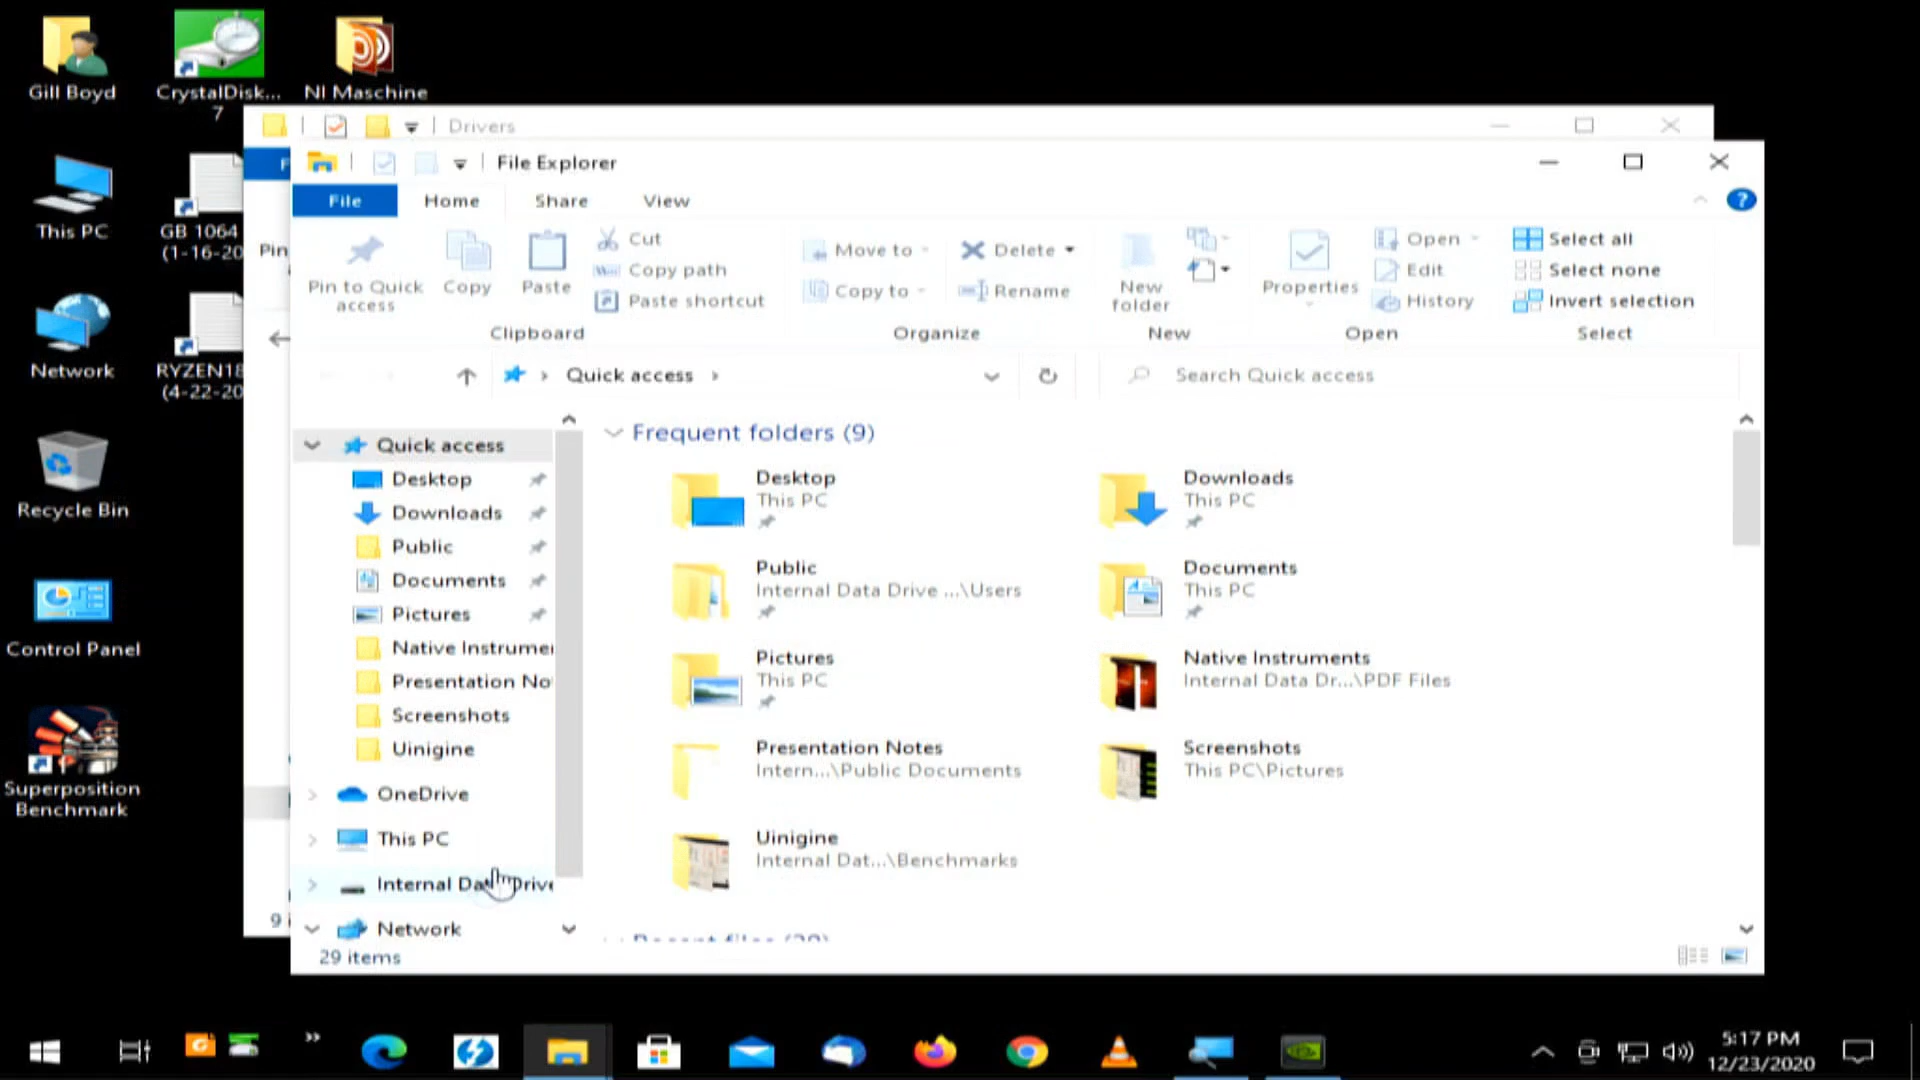 Gill Boyd
CrystalDisk...
7
NI Maschine
This PC
GB 1064
(1-16-20
Network
RYZEN18
(4-22-20
Recycle Bin
Control Panel
Superposition
Benchmark
Drivers
Pin
9 i
File Explorer
File
Home
Share
View
?
Pin to Quick
access
Copy
Paste
Cut
Copy path
Paste shortcut
Clipboard
Move to
Copy to
Delete
Rename
Organize
New
folder
New
Properties
Open
Edit
History
Open
Select all
Select none
Invert selection
Select
Quick access
Search Quick access
Quick access
Desktop
Downloads
Public
Documents
Pictures
Native Instrume
Presentation No
Screenshots
Uinigine
OneDrive
This PC
Internal Da Drive
Network
29 items
Frequent folders (9)
Desktop
This PC
Downloads
This PC
Public
Internal Data Drive ...\Users
Documents
This PC
Pictures
This PC
Native Instruments
Internal Data Dr...\PDF Files
Presentation Notes
Intern...\Public Documents
Screenshots
This PC\Pictures
Uinigine
Internal Dat...\Benchmarks
5:17 PM
12/23/2020